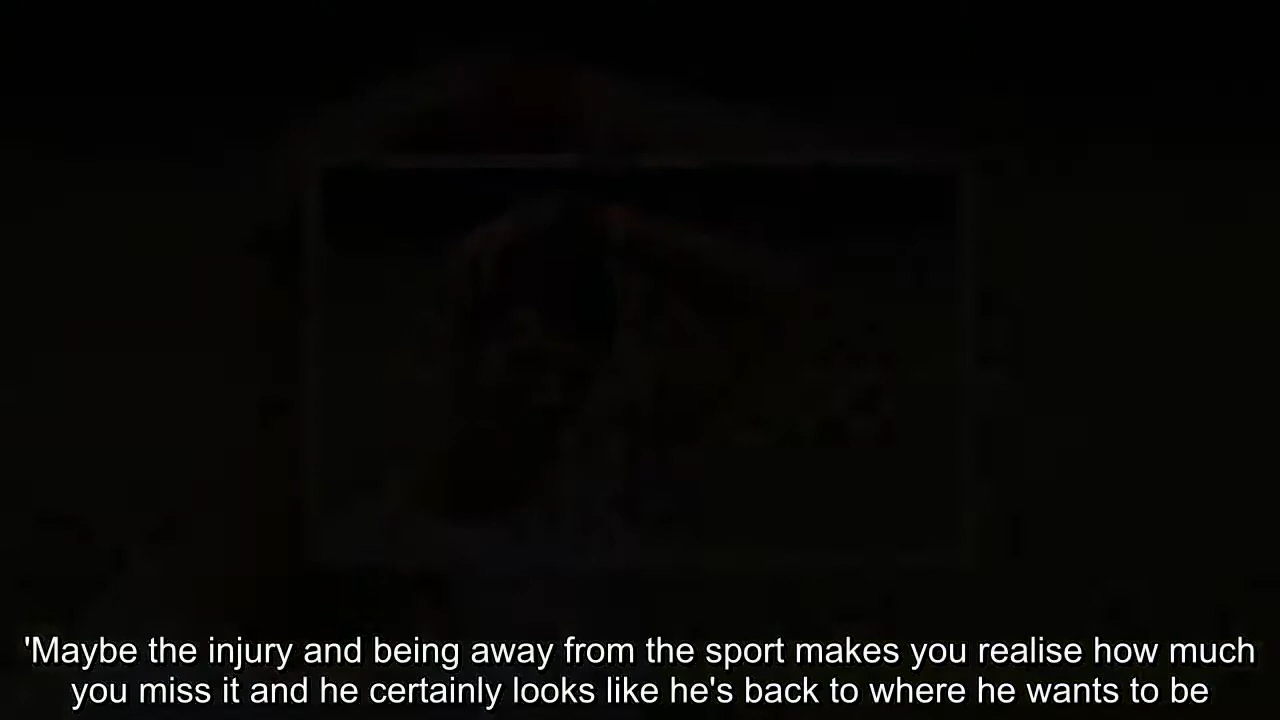 'Maybe the injury and being away from the sport makes you realise how much
you miss it and he certainly looks like he's back to where he wants to be